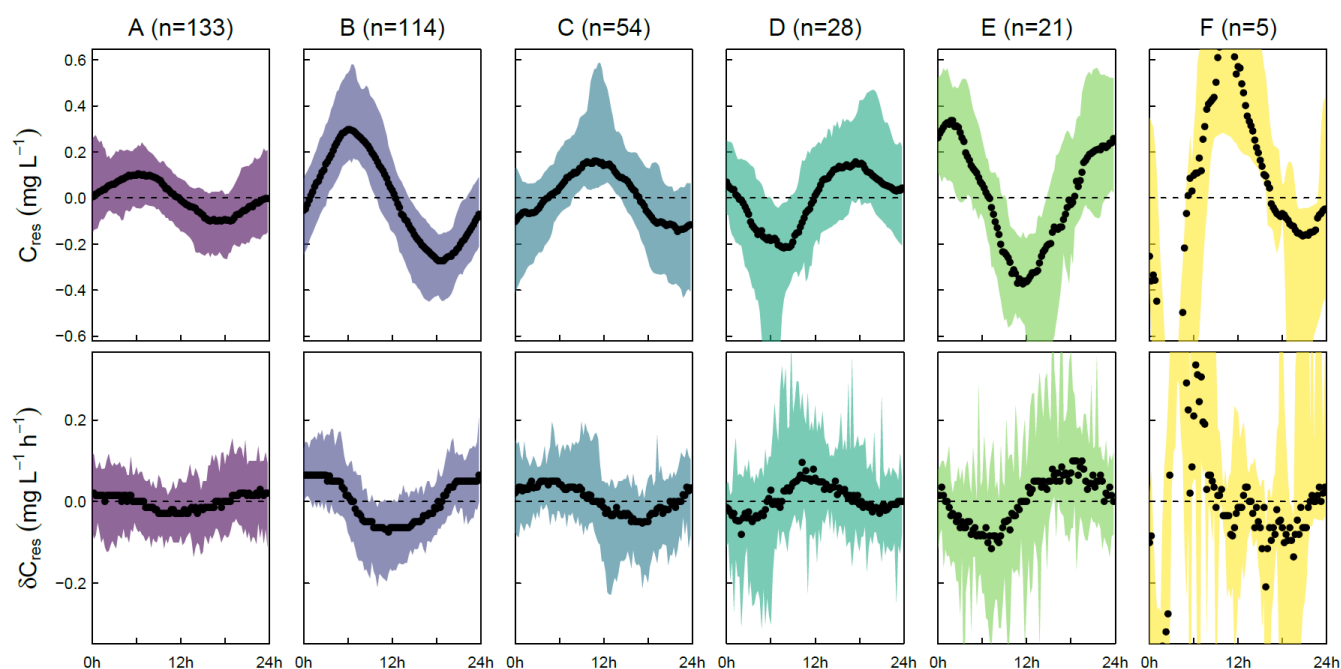 A (n=133) B (n=114) C (n=54) D (n=28) E (n=21) F (n=5)
C_res (mg L⁻¹)
0.6
0.4
0.2
0.0
−0.2
−0.4
−0.6
δC_res (mg L⁻¹ h⁻¹)
0.2
0.0
−0.2
0h 12h 24h 0h 12h 24h 0h 12h 24h 0h 12h 24h 0h 12h 24h 0h 12h 24h